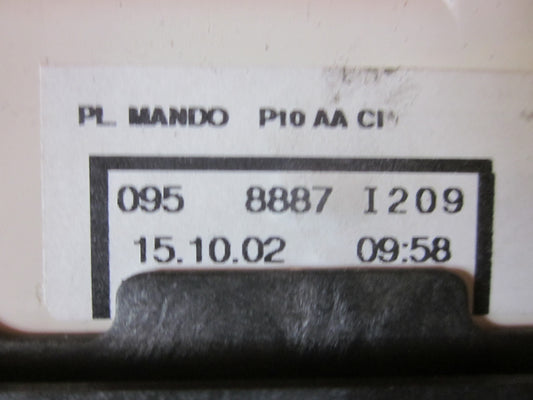 PL. MANDO P10 AA CI
095 8887 I209
15.10.02 09:58